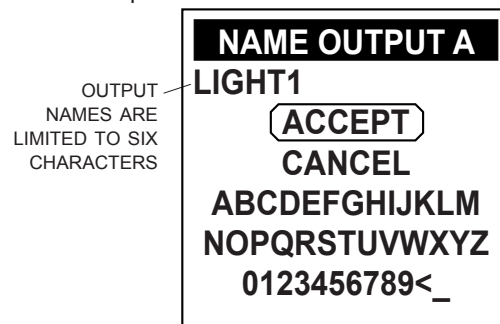 NAME OUTPUT A
LIGHT1
OUTPUT
NAMES ARE
LIMITED TO SIX
CHARACTERS
ACCEPT
CANCEL
ABCDEFGHIJKLM
NOPQRSTUVWXYZ
0123456789<_